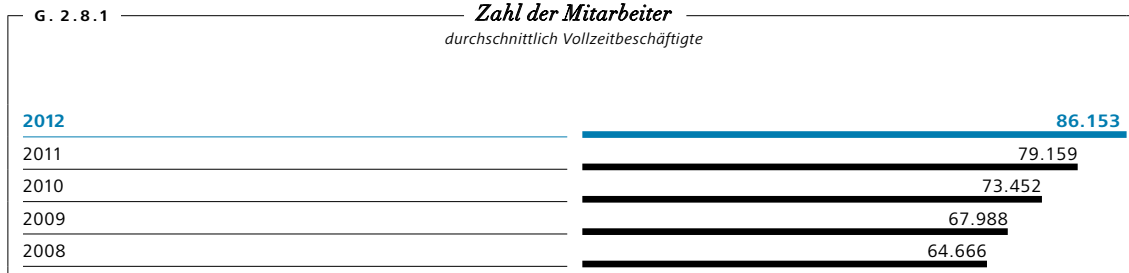 G. 2.8.1 Zahl der Mitarbeiter
durchschnittlich Vollzeitbeschäftigte
2012 86.153
2011 79.159
2010 73.452
2009 67.988
2008 64.666